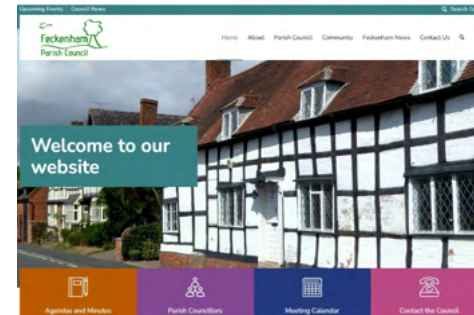 Upcoming Events
Council News
Search
Feckenham
Parish Council
Home
About
Parish Council
Community
Feckenham News
Contact Us
Welcome to our
website
Agendas and Minutes
Parish Councillors
Meeting Calendar
Contact the Council